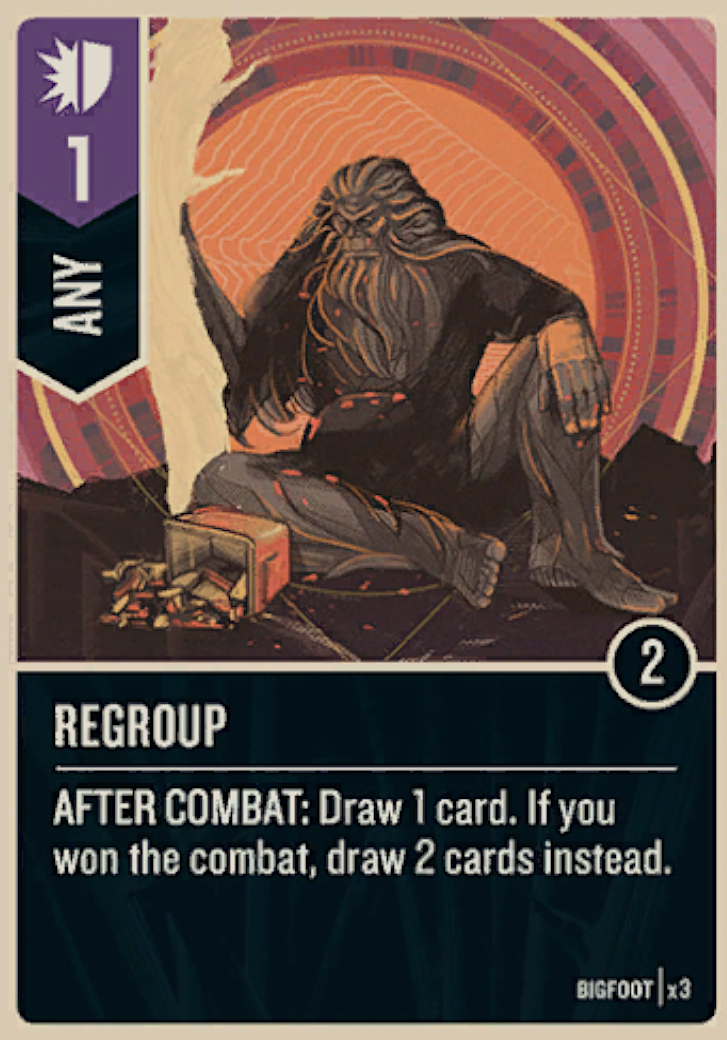 1
ANY
2
REGROUP
AFTER COMBAT: Draw 1 card. If you
won the combat, draw 2 cards instead.
BIGFOOT | x3